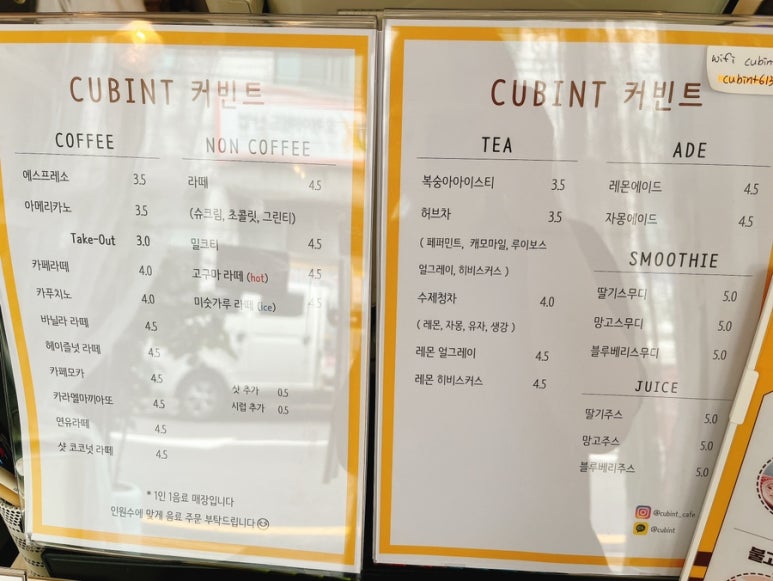 CUBINT 커빈트
COFFEE
에스프레소 3.5
아메리카노 3.5
Take-Out 3.0
카페라떼 4.0
카푸치노 4.0
바닐라 라떼 4.5
헤이즐넛 라떼 4.5
카페모카 4.5
카라멜마끼아또 4.5
연유라떼 4.5
샷 코코넛 라떼 4.5
NON COFFEE
라떼 4.5
(슈크림, 초콜릿, 그린티)
밀크티 4.5
고구마 라떼 (hot) 4.5
미숫가루 라떼 (ice) 4.5
샷 추가 0.5
시럽 추가 0.5
* 1인 1음료 매장입니다
인원수에 맞게 음료 주문 부탁드립니다
CUBINT 커빈트
TEA
복숭아아이스티 3.5
허브차 3.5
( 페퍼민트, 캐모마일, 루이보스
얼그레이, 히비스커스 )
수제청차 4.0
( 레몬, 자몽, 유자, 생강 )
레몬 얼그레이 4.5
레몬 히비스커스 4.5
ADE
레몬에이드 4.5
자몽에이드 4.5
SMOOTHIE
딸기스무디 5.0
망고스무디 5.0
블루베리스무디 5.0
JUICE
딸기주스 5.0
망고주스 5.0
블루베리주스 5.0
@cubint_cafe
@cubint
wifi